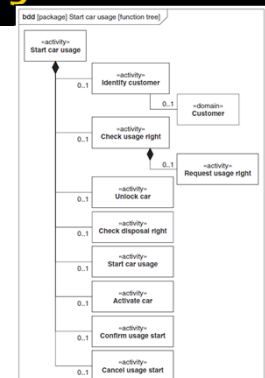 bdd [package] Start car usage [function tree]
«activity»
Start car usage
«activity»
Identify customer
0..1
0..1
«domain»
Customer
«activity»
Check usage right
0..1
0..1
«activity»
Request usage right
«activity»
Unlock car
0..1
«activity»
Check disposal right
0..1
«activity»
Start car usage
0..1
«activity»
Activate car
0..1
«activity»
Confirm usage start
0..1
«activity»
Cancel usage start
0..1